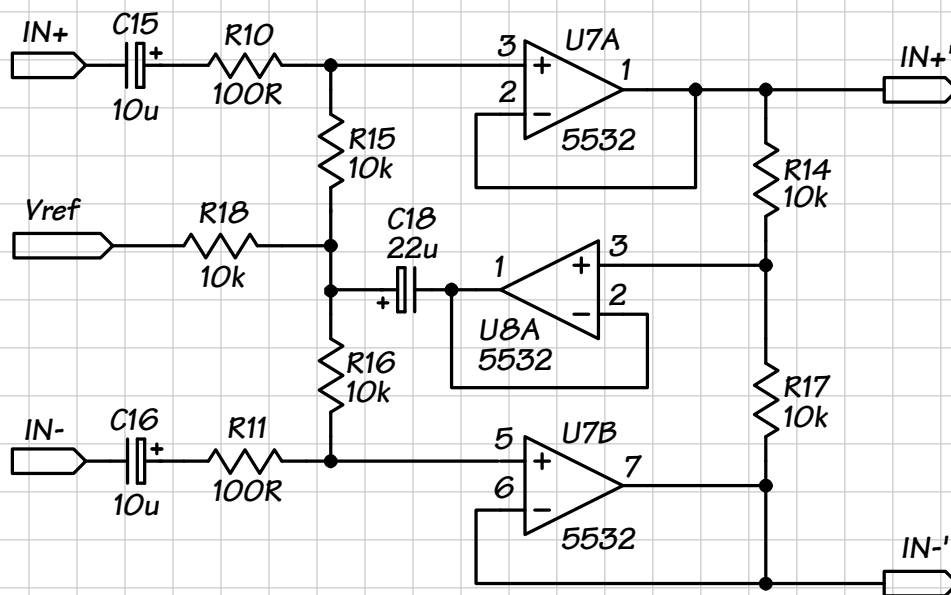 IN+
C15
+
10u
R10
100R
3
2
+
−
U7A
1
5532
IN+'
R15
10k
R14
10k
Vref
R18
10k
C18
22u
+
1
+
−
3
2
U8A
5532
R16
10k
R17
10k
IN-
C16
+
10u
R11
100R
5
6
+
−
U7B
7
5532
IN-'